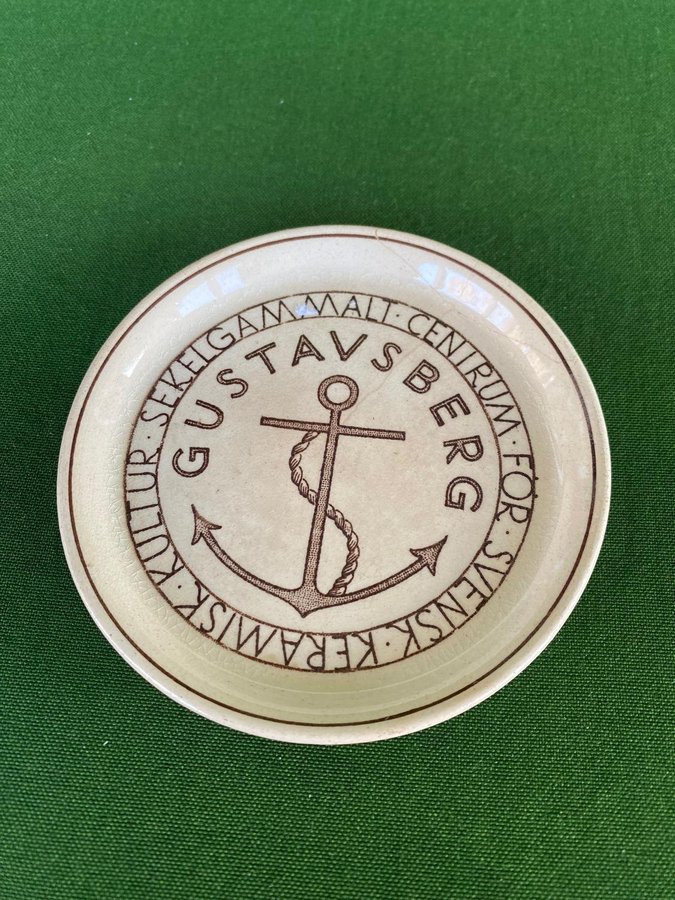 GUSTAVSBERG
SEKELGAMMALT · CENTRUM · FÖR · SVENSK · KERAMISK · KULTUR ·